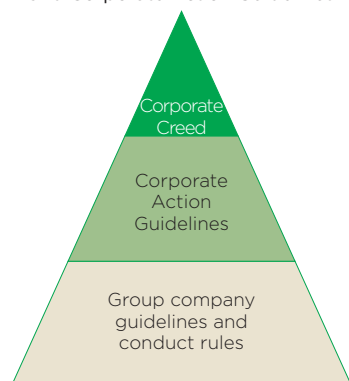 Corporate
Creed
Corporate
Action
Guidelines
Group company
guidelines and
conduct rules